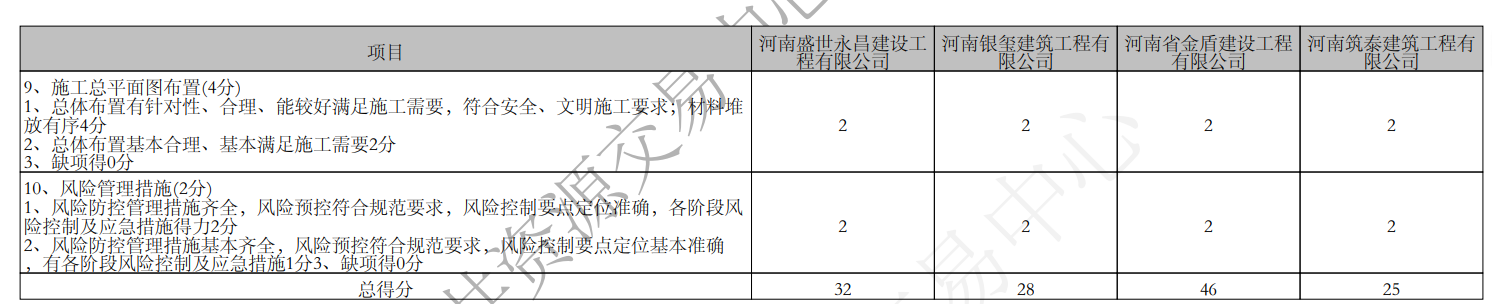 项目
河南盛世永昌建设工
程有限公司
河南银玺建筑工程有
限公司
河南省金盾建设工程
有限公司
河南筑泰建筑工程有
限公司
9、施工总平面图布置(4分)
1、总体布置有针对性、合理、能较好满足施工需要，符合安全、文明施工要求；材料堆
放有序4分
2、总体布置基本合理、基本满足施工需要2分
3、缺项得0分
2
2
2
2
10、风险管理措施(2分)
1、风险防控管理措施齐全，风险预控符合规范要求，风险控制要点定位准确，各阶段风
险控制及应急措施得力2分
2、风险防控管理措施基本齐全，风险预控符合规范要求，风险控制要点定位基本准确
，有各阶段风险控制及应急措施1分3、缺项得0分
2
2
2
2
总得分
32
28
46
25
资源交易中心
易中心